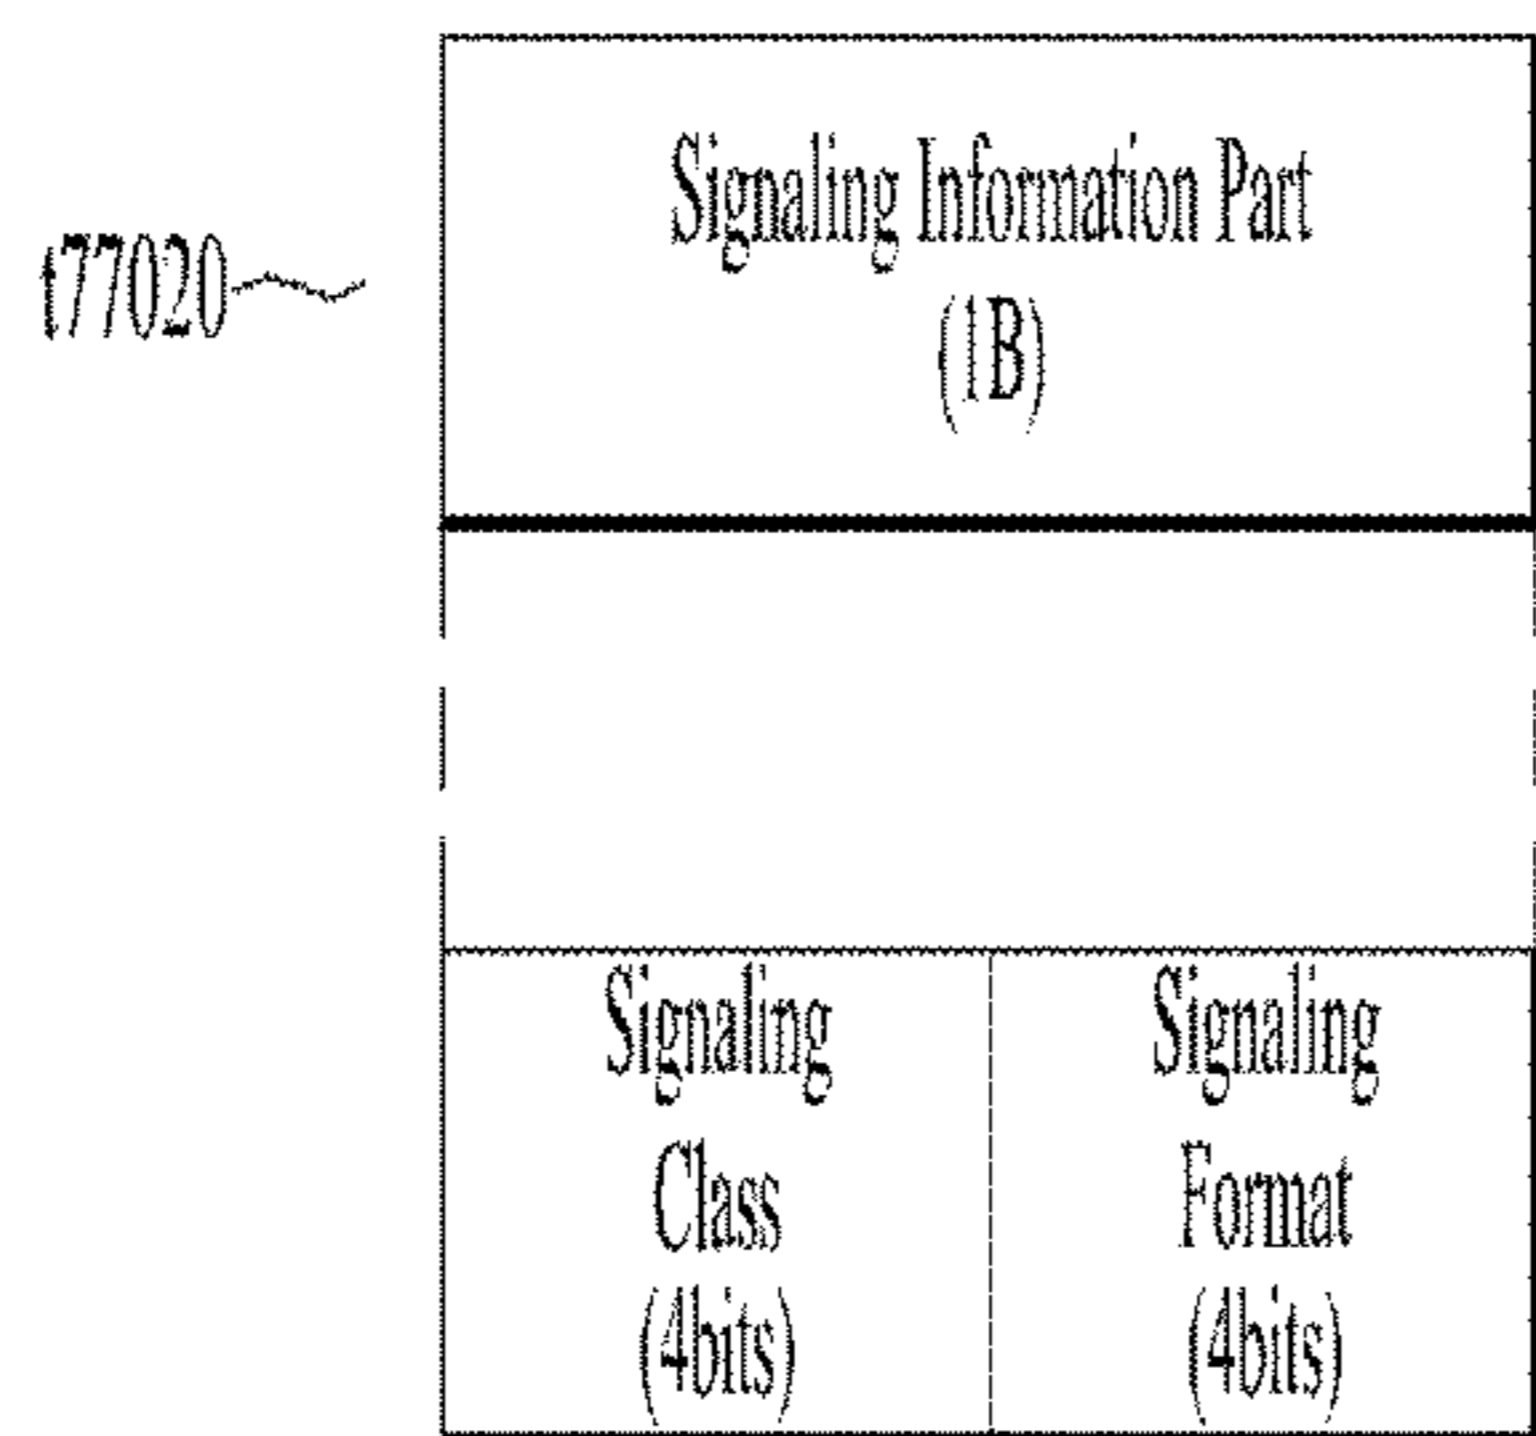 Signaling Information Part
t77020
(1B)
Signaling
Class
(4bits)
Signaling
Format
(4bits)